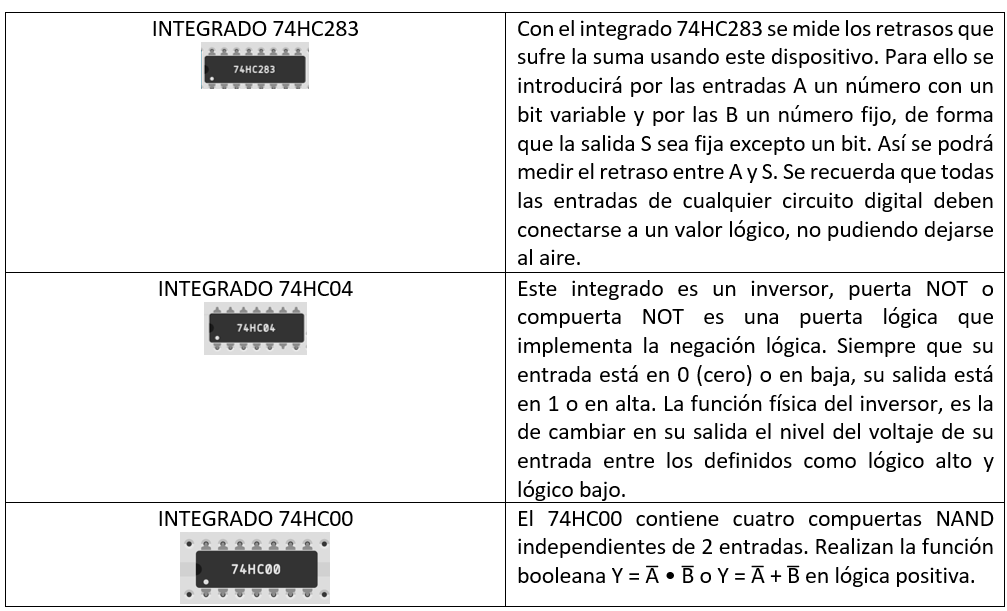 INTEGRADO 74HC283
74HC283
Con el integrado 74HC283 se mide los retrasos que
sufre la suma usando este dispositivo. Para ello se
introducirá por las entradas A un número con un
bit variable y por las B un número fijo, de forma
que la salida S sea fija excepto un bit. Así se podrá
medir el retraso entre A y S. Se recuerda que todas
las entradas de cualquier circuito digital deben
conectarse a un valor lógico, no pudiendo dejarse
al aire.
INTEGRADO 74HC04
74HC04
Este integrado es un inversor, puerta NOT o
compuerta NOT es una puerta lógica que
implementa la negación lógica. Siempre que su
entrada está en 0 (cero) o en baja, su salida está
en 1 o en alta. La función física del inversor, es la
de cambiar en su salida el nivel del voltaje de su
entrada entre los definidos como lógico alto y
lógico bajo.
INTEGRADO 74HC00
74HC00
El 74HC00 contiene cuatro compuertas NAND
independientes de 2 entradas. Realizan la función
booleana Y = A̅ • B̅ o Y = A̅ + B̅ en lógica positiva.